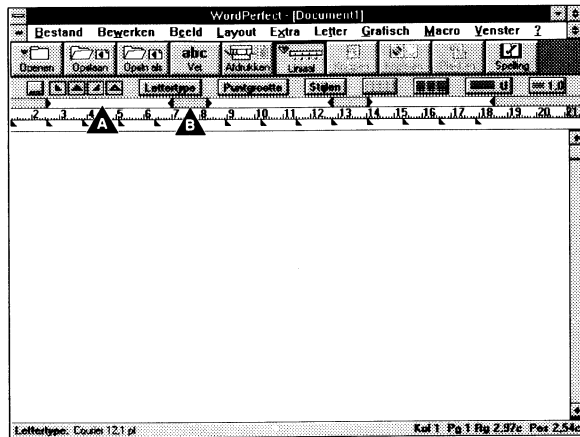 WordPerfect - [Document1]
Bestand Bewerken Beeld Layout Extra Letter Grafisch Macro Venster ?
abc
Openen Opslaan Opsln als Vet Afdrukken Liniaal Spelling
Lettertype Puntgrootte Stijlen U 1.0
2 3 4 5 6 7 8 9 10 11 12 13 14 15 16 17 18 19 20 21
A B
Lettertype: Courier 12,1 pt Kol 1 Pg 1 Rg 2,97c Pos 2,54c